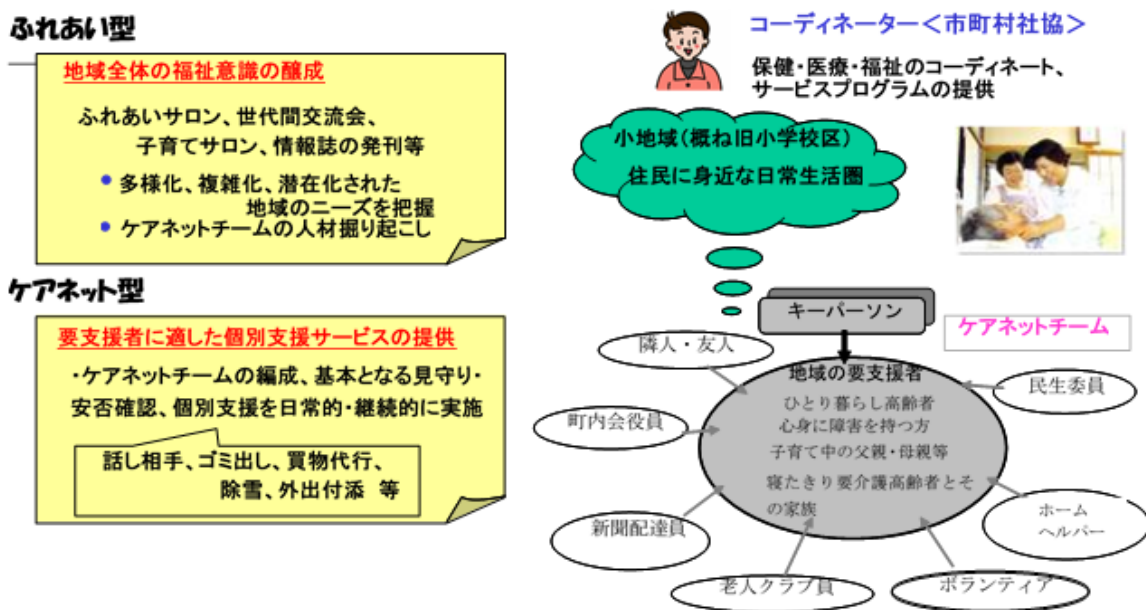 ふれあい型
地域全体の福祉意識の醸成
ふれあいサロン、世代間交流会、
子育てサロン、情報誌の発刊等
• 多様化、複雑化、潜在化された
地域のニーズを把握
• ケアネットチームの人材掘り起こし
ケアネット型
要支援者に適した個別支援サービスの提供
・ケアネットチームの編成、基本となる見守り・
安否確認、個別支援を日常的・継続的に実施
話し相手、ゴミ出し、買物代行、
除雪、外出付添 等
コーディネーター＜市町村社協＞
保健・医療・福祉のコーディネート、
サービスプログラムの提供
小地域（概ね旧小学校区）
住民に身近な日常生活圏
キーパーソン
ケアネットチーム
隣人・友人
民生委員
町内会役員
地域の要支援者
ひとり暮らし高齢者
心身に障害を持つ方
子育て中の父親・母親等
寝たきり要介護高齢者とそ
の家族
新聞配達員
ホーム
ヘルパー
老人クラブ員
ボランティア